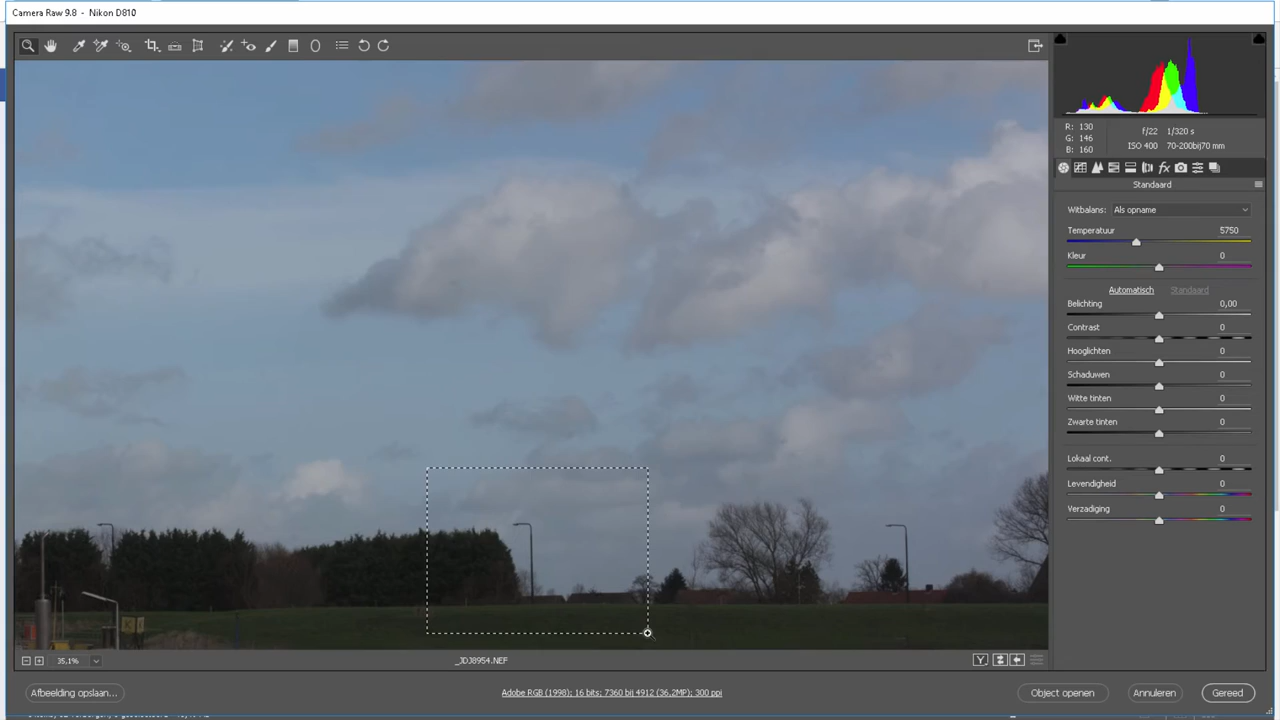 Camera Raw 9.8 - Nikon D810
R: 130
G: 146
B: 160
f/22 1/320 s
ISO 400 70-200bij70 mm
Standaard
Witbalans: Als opname
Temperatuur 5750
Kleur 0
Automatisch Standaard
Belichting 0,00
Contrast 0
Hooglichten 0
Schaduwen 0
Witte tinten 0
Zwarte tinten 0
Lokaal cont. 0
Levendigheid 0
Verzadiging 0
35,1% _JDJ8954.NEF Y
Afbeelding opslaan... Adobe RGB (1998); 16 bits; 7360 bij 4912 (36.2MP); 300 ppi Object openen Annuleren Gereed